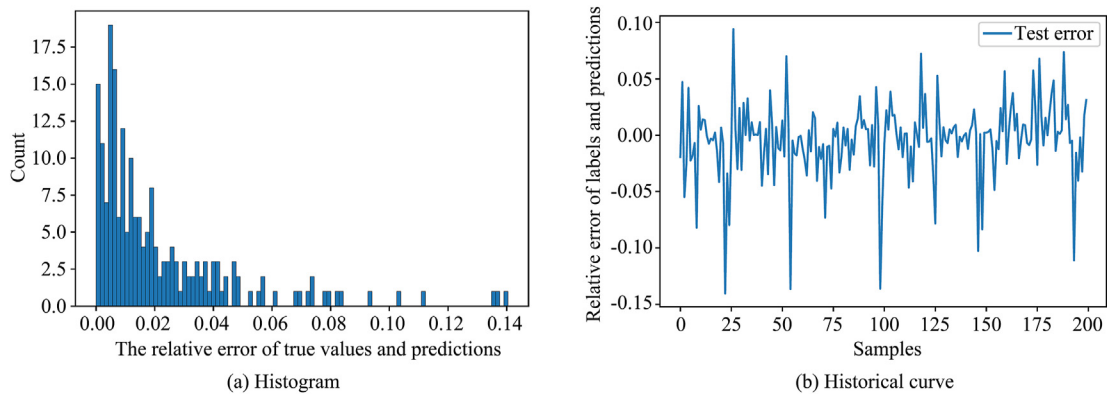 17.5
15.0
12.5
10.0
7.5
5.0
2.5
0.0
Count
0.00 0.02 0.04 0.06 0.08 0.10 0.12 0.14
The relative error of true values and predictions
(a) Histogram
0.10
0.05
0.00
-0.05
-0.10
-0.15
Relative error of labels and predictions
Test error
0 25 50 75 100 125 150 175 200
Samples
(b) Historical curve